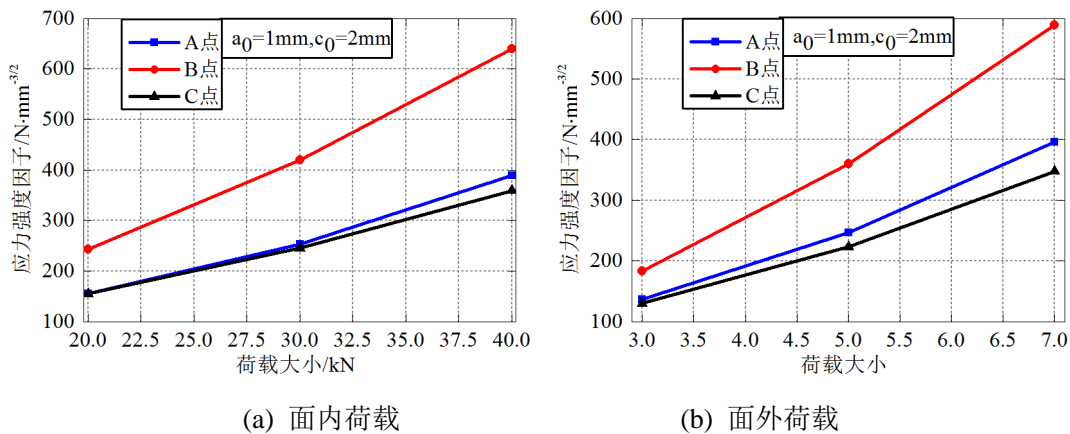 700
600
500
400
300
200
100
应力强度因子/N·mm⁻³ᐟ²
A点
B点
C点
a₀=1mm,c₀=2mm
20.0 22.5 25.0 27.5 30.0 32.5 35.0 37.5 40.0
荷载大小/kN
(a) 面内荷载
600
500
400
300
200
100
应力强度因子/N·mm⁻³ᐟ²
A点
B点
C点
a₀=1mm,c₀=2mm
3.0 3.5 4.0 4.5 5.0 5.5 6.0 6.5 7.0
荷载大小
(b) 面外荷载